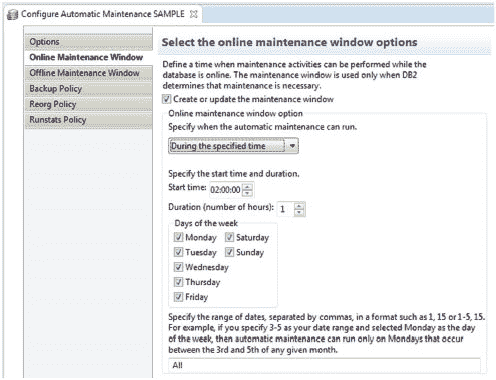 Configure Automatic Maintenance SAMPLE
Options
Online Maintenance Window
Offline Maintenance Window
Backup Policy
Reorg Policy
Runstats Policy
Select the online maintenance window options
Define a time when maintenance activities can be performed while the
database is online. The maintenance window is used only when DB2
determines that maintenance is necessary.
Create or update the maintenance window
Online maintenance window option
Specify when the automatic maintenance can run.
During the specified time
Specify the start time and duration.
Start time: 02:00:00
Duration (number of hours): 1
Days of the week
Monday Saturday
Tuesday Sunday
Wednesday
Thursday
Friday
Specify the range of dates, separated by commas, in a format such as 1, 15 or 1-5, 15.
For example, if you specify 3-5 as your date range and selected Monday as the day
of the week, then automatic maintenance can run only on Mondays that occur
between the 3rd and 5th of any given month.
All